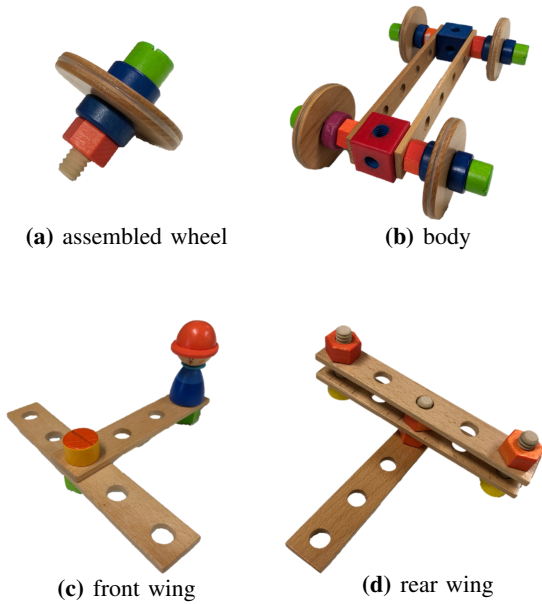 (a) assembled wheel
(b) body
(c) front wing
(d) rear wing